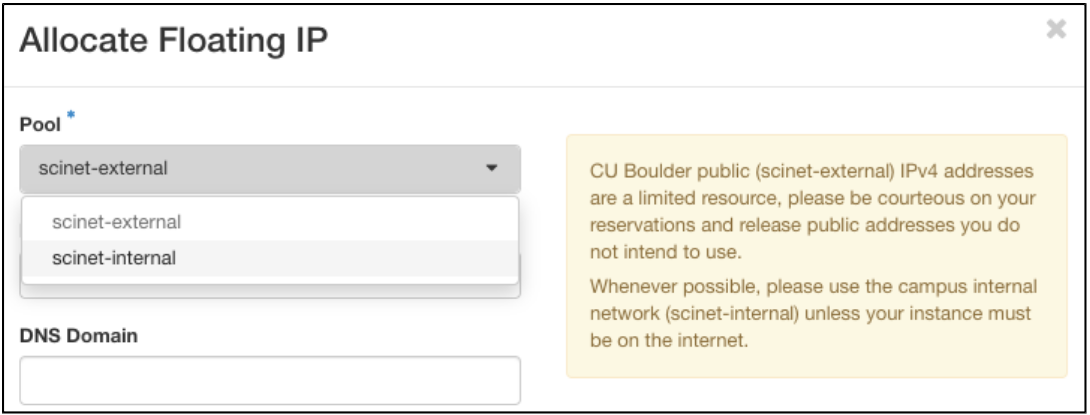 Allocate Floating IP
×
Pool *
scinet-external
scinet-external
scinet-internal
DNS Domain
CU Boulder public (scinet-external) IPv4 addresses
are a limited resource, please be courteous on your
reservations and release public addresses you do
not intend to use.
Whenever possible, please use the campus internal
network (scinet-internal) unless your instance must
be on the internet.